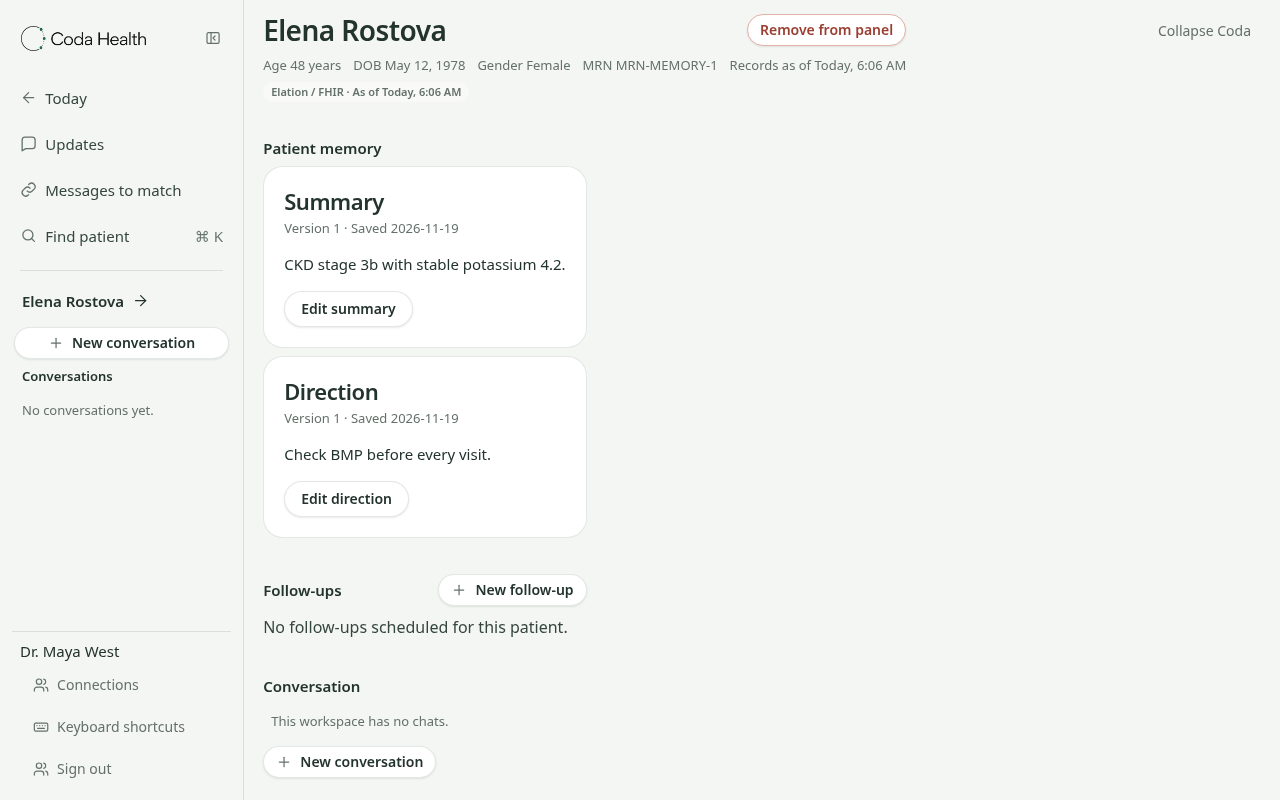 Coda Health
Today
Updates
Messages to match
Find patient ⌘ K
Elena Rostova
New conversation
Conversations
No conversations yet.
Dr. Maya West
Connections
Keyboard shortcuts
Sign out
Elena Rostova
Remove from panel
Collapse Coda
Age 48 years DOB May 12, 1978 Gender Female MRN MRN-MEMORY-1 Records as of Today, 6:06 AM
Elation / FHIR · As of Today, 6:06 AM
Patient memory
Summary
Version 1 · Saved 2026-11-19
CKD stage 3b with stable potassium 4.2.
Edit summary
Direction
Version 1 · Saved 2026-11-19
Check BMP before every visit.
Edit direction
Follow-ups
New follow-up
No follow-ups scheduled for this patient.
Conversation
This workspace has no chats.
New conversation